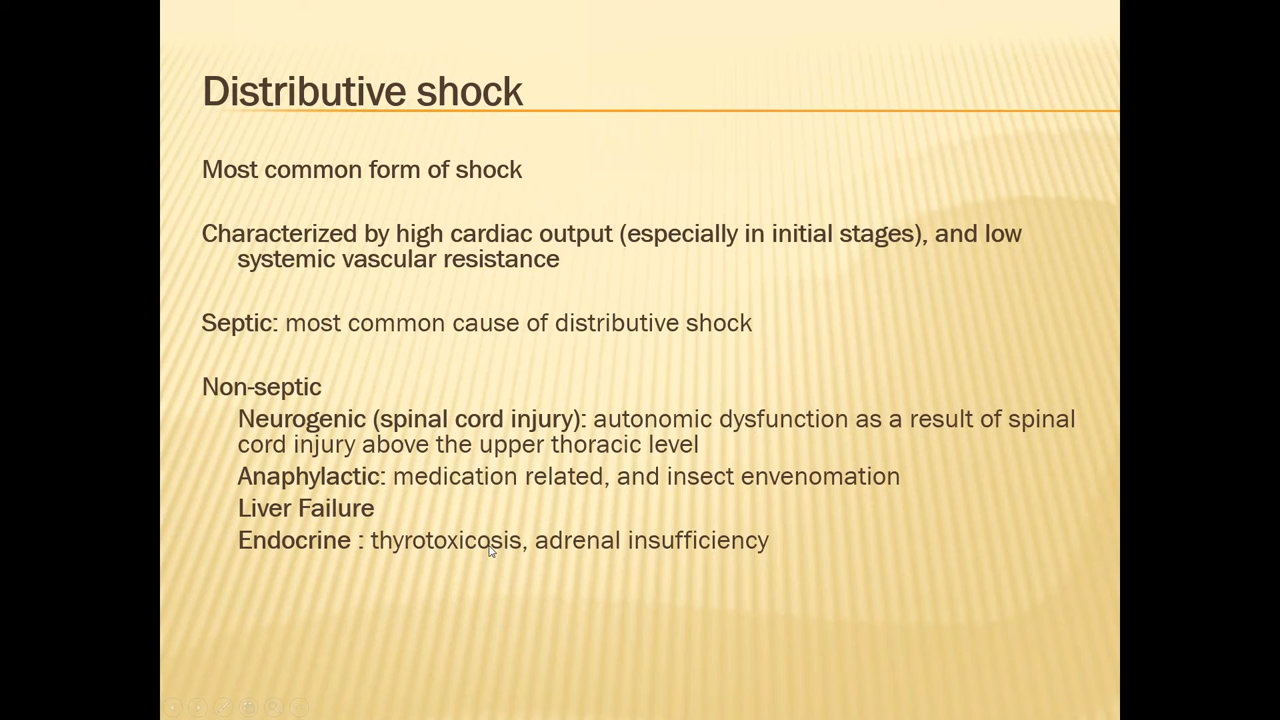 Distributive shock
Most common form of shock
Characterized by high cardiac output (especially in initial stages), and low
systemic vascular resistance
Septic: most common cause of distributive shock
Non-septic
Neurogenic (spinal cord injury): autonomic dysfunction as a result of spinal
cord injury above the upper thoracic level
Anaphylactic: medication related, and insect envenomation
Liver Failure
Endocrine : thyrotoxicosis, adrenal insufficiency